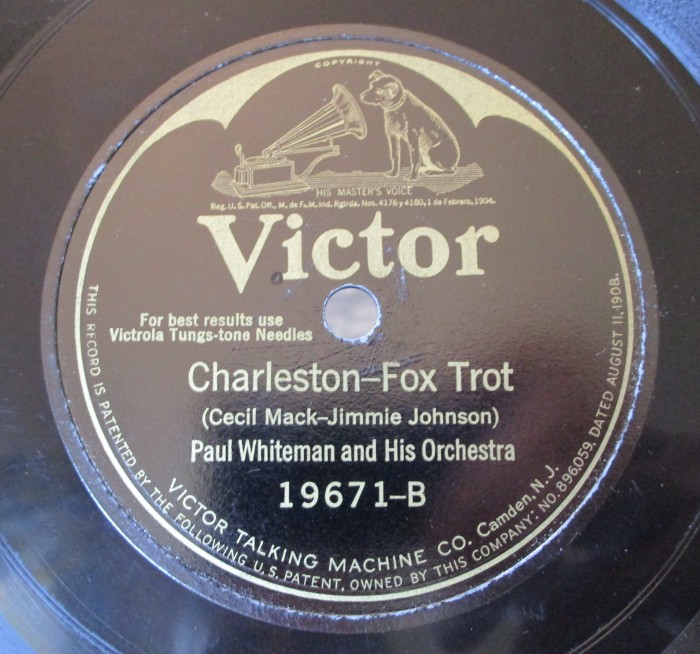 COPYRIGHT
HIS MASTER'S VOICE
Reg. U.S. Pat. Off., M. de F., M. Ind. Rgtrda. Nos. 4176 y 4180, 1 de Febrero, 1904.
Victor
For best results use
Victrola Tungs-tone Needles
Charleston–Fox Trot
(Cecil Mack–Jimmie Johnson)
Paul Whiteman and His Orchestra
19671–B
VICTOR TALKING MACHINE CO. Camden, N.J.
THIS RECORD IS PATENTED BY THE FOLLOWING U.S. PATENT, OWNED BY THIS COMPANY: NO. 896059, DATED AUGUST 11, 1908.